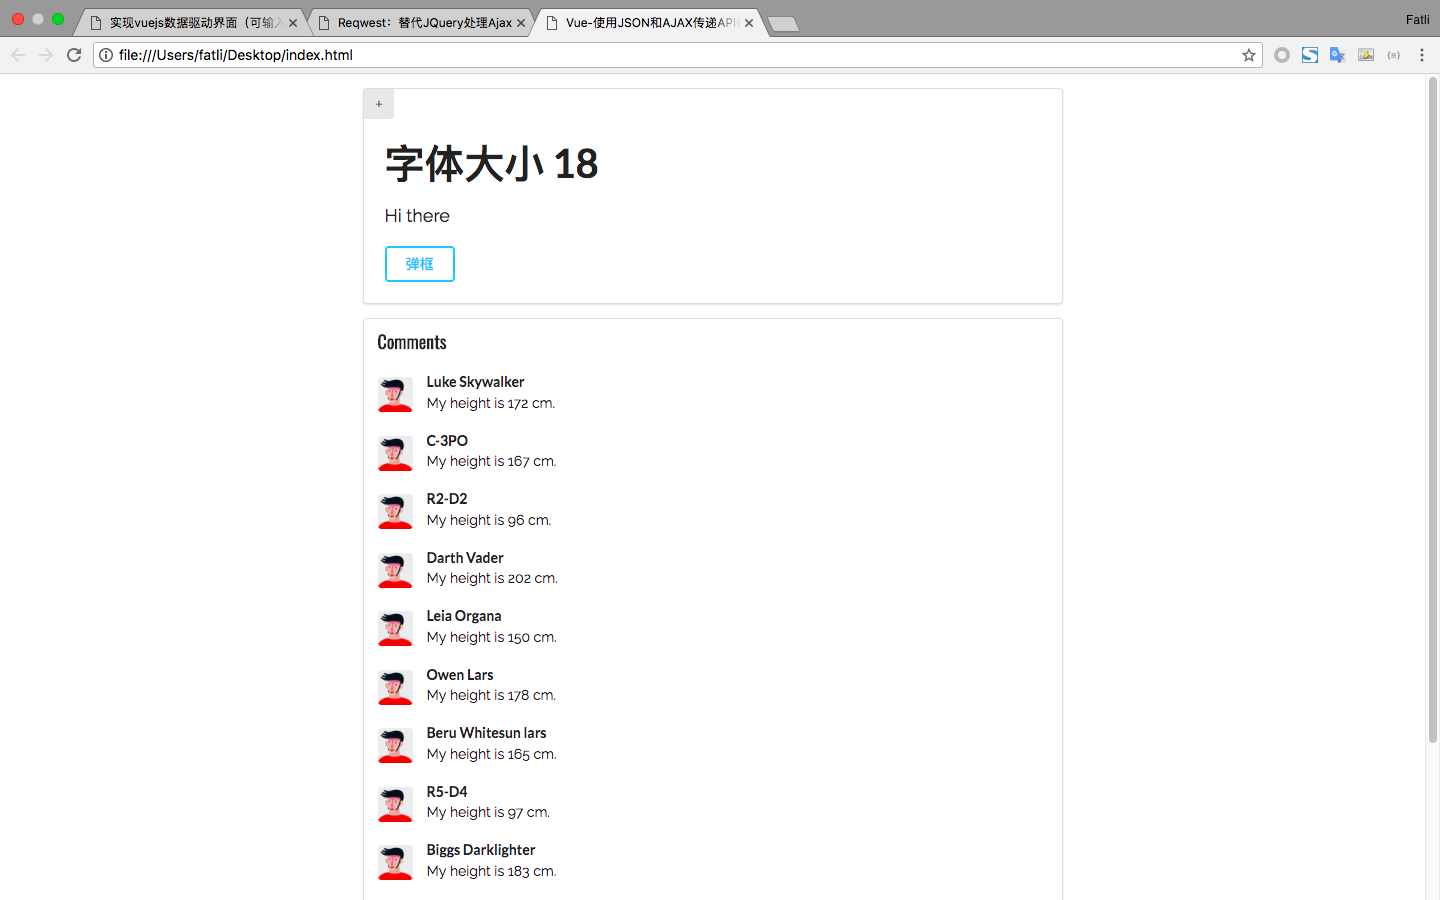 实现vuejs数据驱动界面（可输入
Reqwest：替代JQuery处理Ajax
Vue-使用JSON和AJAX传递API
Fatli
file:///Users/fatli/Desktop/index.html
+
字体大小 18
Hi there
弹框
Comments
Luke Skywalker
My height is 172 cm.
C-3PO
My height is 167 cm.
R2-D2
My height is 96 cm.
Darth Vader
My height is 202 cm.
Leia Organa
My height is 150 cm.
Owen Lars
My height is 178 cm.
Beru Whitesun lars
My height is 165 cm.
R5-D4
My height is 97 cm.
Biggs Darklighter
My height is 183 cm.